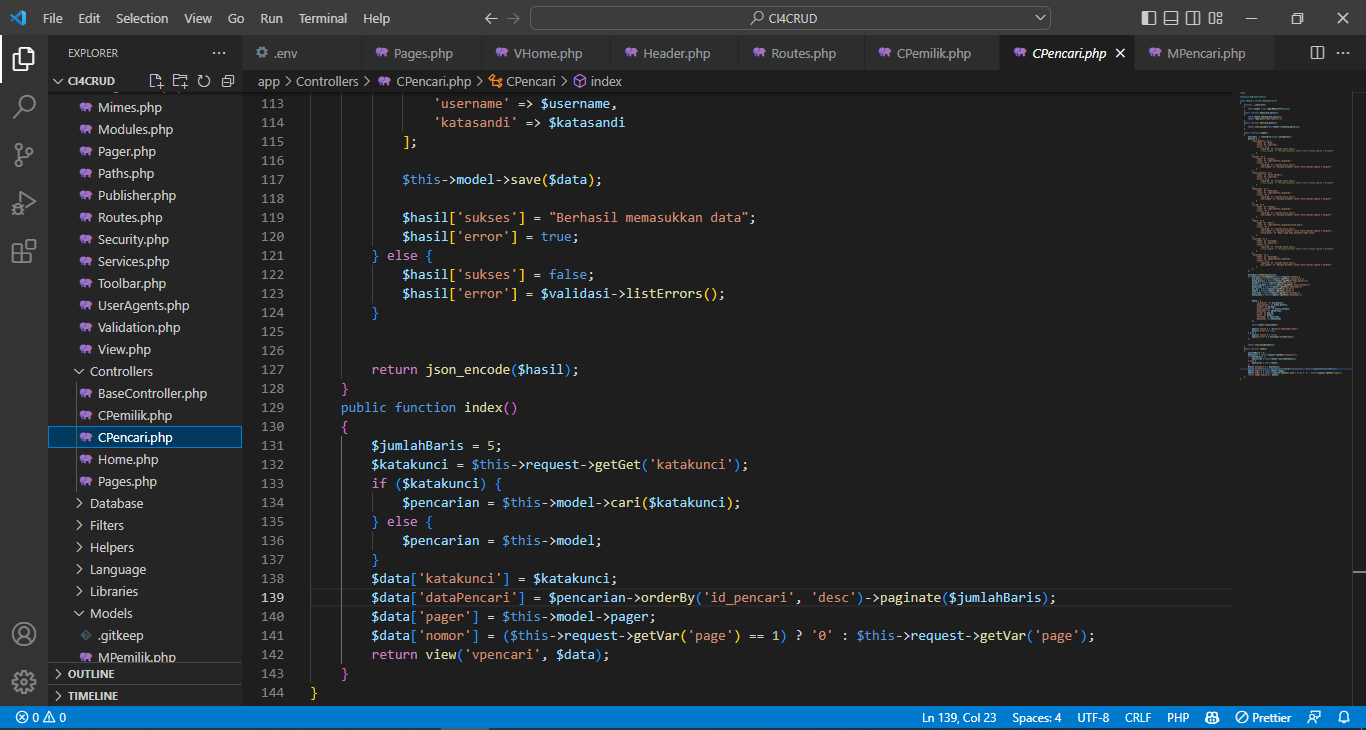 File Edit Selection View Go Run Terminal Help CI4CRUD
EXPLORER
CI4CRUD
Mimes.php
Modules.php
Pager.php
Paths.php
Publisher.php
Routes.php
Security.php
Services.php
Toolbar.php
UserAgents.php
Validation.php
View.php
Controllers
BaseController.php
CPemilik.php
CPencari.php
Home.php
Pages.php
Database
Filters
Helpers
Language
Libraries
Models
.gitkeep
MPemilik.php
OUTLINE
TIMELINE
.env Pages.php VHome.php Header.php Routes.php CPemilik.php CPencari.php MPencari.php
app > Controllers > CPencari.php > CPencari > index
113 'username' => $username,
114 'katasandi' => $katasandi
115 ];
116
117 $this->model->save($data);
118
119 $hasil['sukses'] = "Berhasil memasukkan data";
120 $hasil['error'] = true;
121 } else {
122 $hasil['sukses'] = false;
123 $hasil['error'] = $validasi->listErrors();
124 }
125
126
127 return json_encode($hasil);
128 }
129 public function index()
130 {
131 $jumlahBaris = 5;
132 $katakunci = $this->request->getGet('katakunci');
133 if ($katakunci) {
134 $pencarian = $this->model->cari($katakunci);
135 } else {
136 $pencarian = $this->model;
137 }
138 $data['katakunci'] = $katakunci;
139 $data['dataPencari'] = $pencarian->orderBy('id_pencari', 'desc')->paginate($jumlahBaris);
140 $data['pager'] = $this->model->pager;
141 $data['nomor'] = ($this->request->getVar('page') == 1) ? '0' : $this->request->getVar('page');
142 return view('vpencari', $data);
143 }
144 }
0 0 Ln 139, Col 23 Spaces: 4 UTF-8 CRLF PHP Prettier